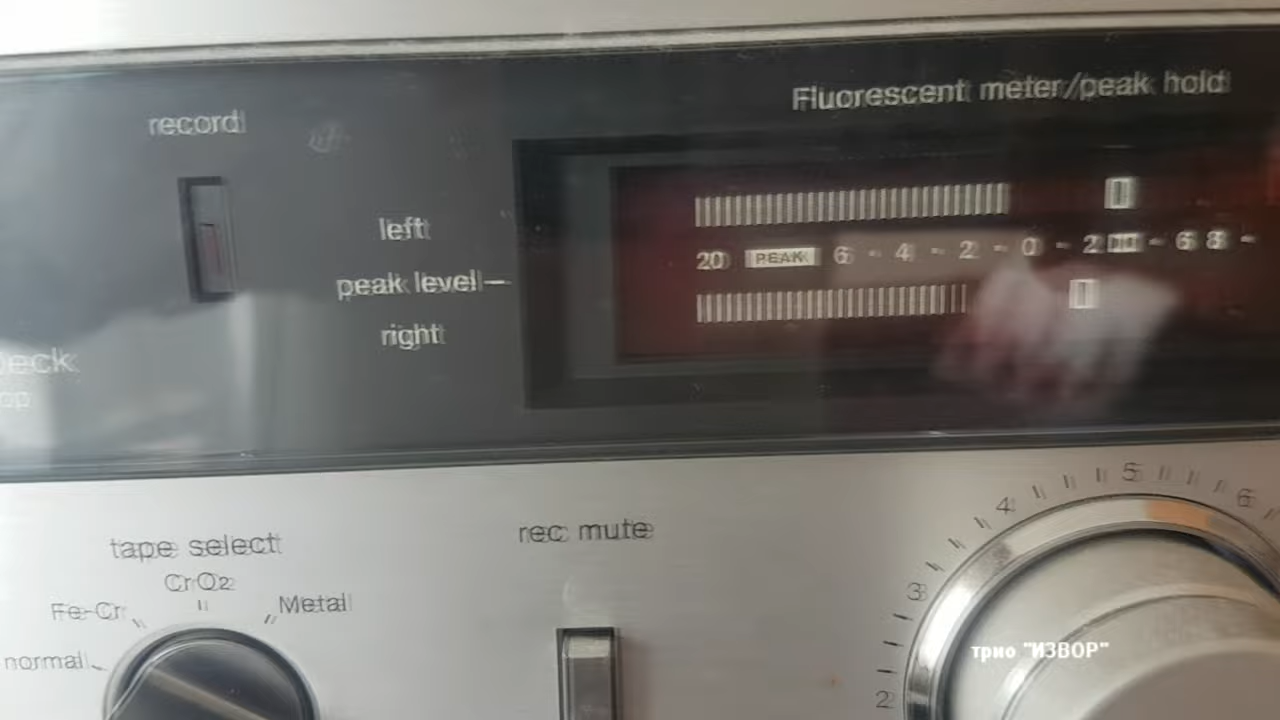 Fluorescent meter/peak hold
record
left
20 PEAK 6 - 4 - 2 - 0 - 2 - 6 8 -
peak level
right
Deck
rec mute
tape select
CrO2
Fe-Cr
Metal
normal
2 3 4 5 6
трио "ИЗВОР"